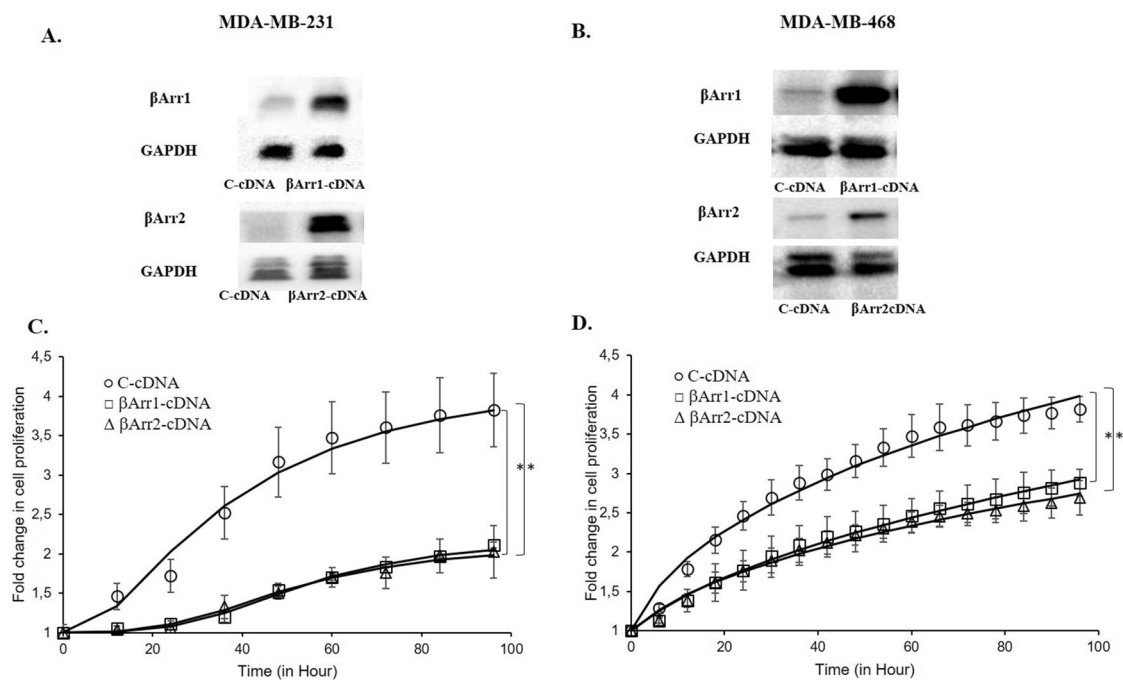 MDA-MB-231
A.
βArr1
GAPDH
C-cDNA βArr1-cDNA
βArr2
GAPDH
C-cDNA βArr2-cDNA
MDA-MB-468
B.
βArr1
GAPDH
C-cDNA βArr1-cDNA
βArr2
GAPDH
C-cDNA βArr2cDNA
C.
4,5
4
3,5
3
2,5
2
1,5
1
0 20 40 60 80 100
Fold change in cell proliferation
Time (in Hour)
C-cDNA
βArr1-cDNA
βArr2-cDNA
**
D.
4,5
4
3,5
3
2,5
2
1,5
1
0 20 40 60 80 100
Fold change in cell proliferation
Time (in Hour)
C-cDNA
βArr1-cDNA
βArr2-cDNA
**